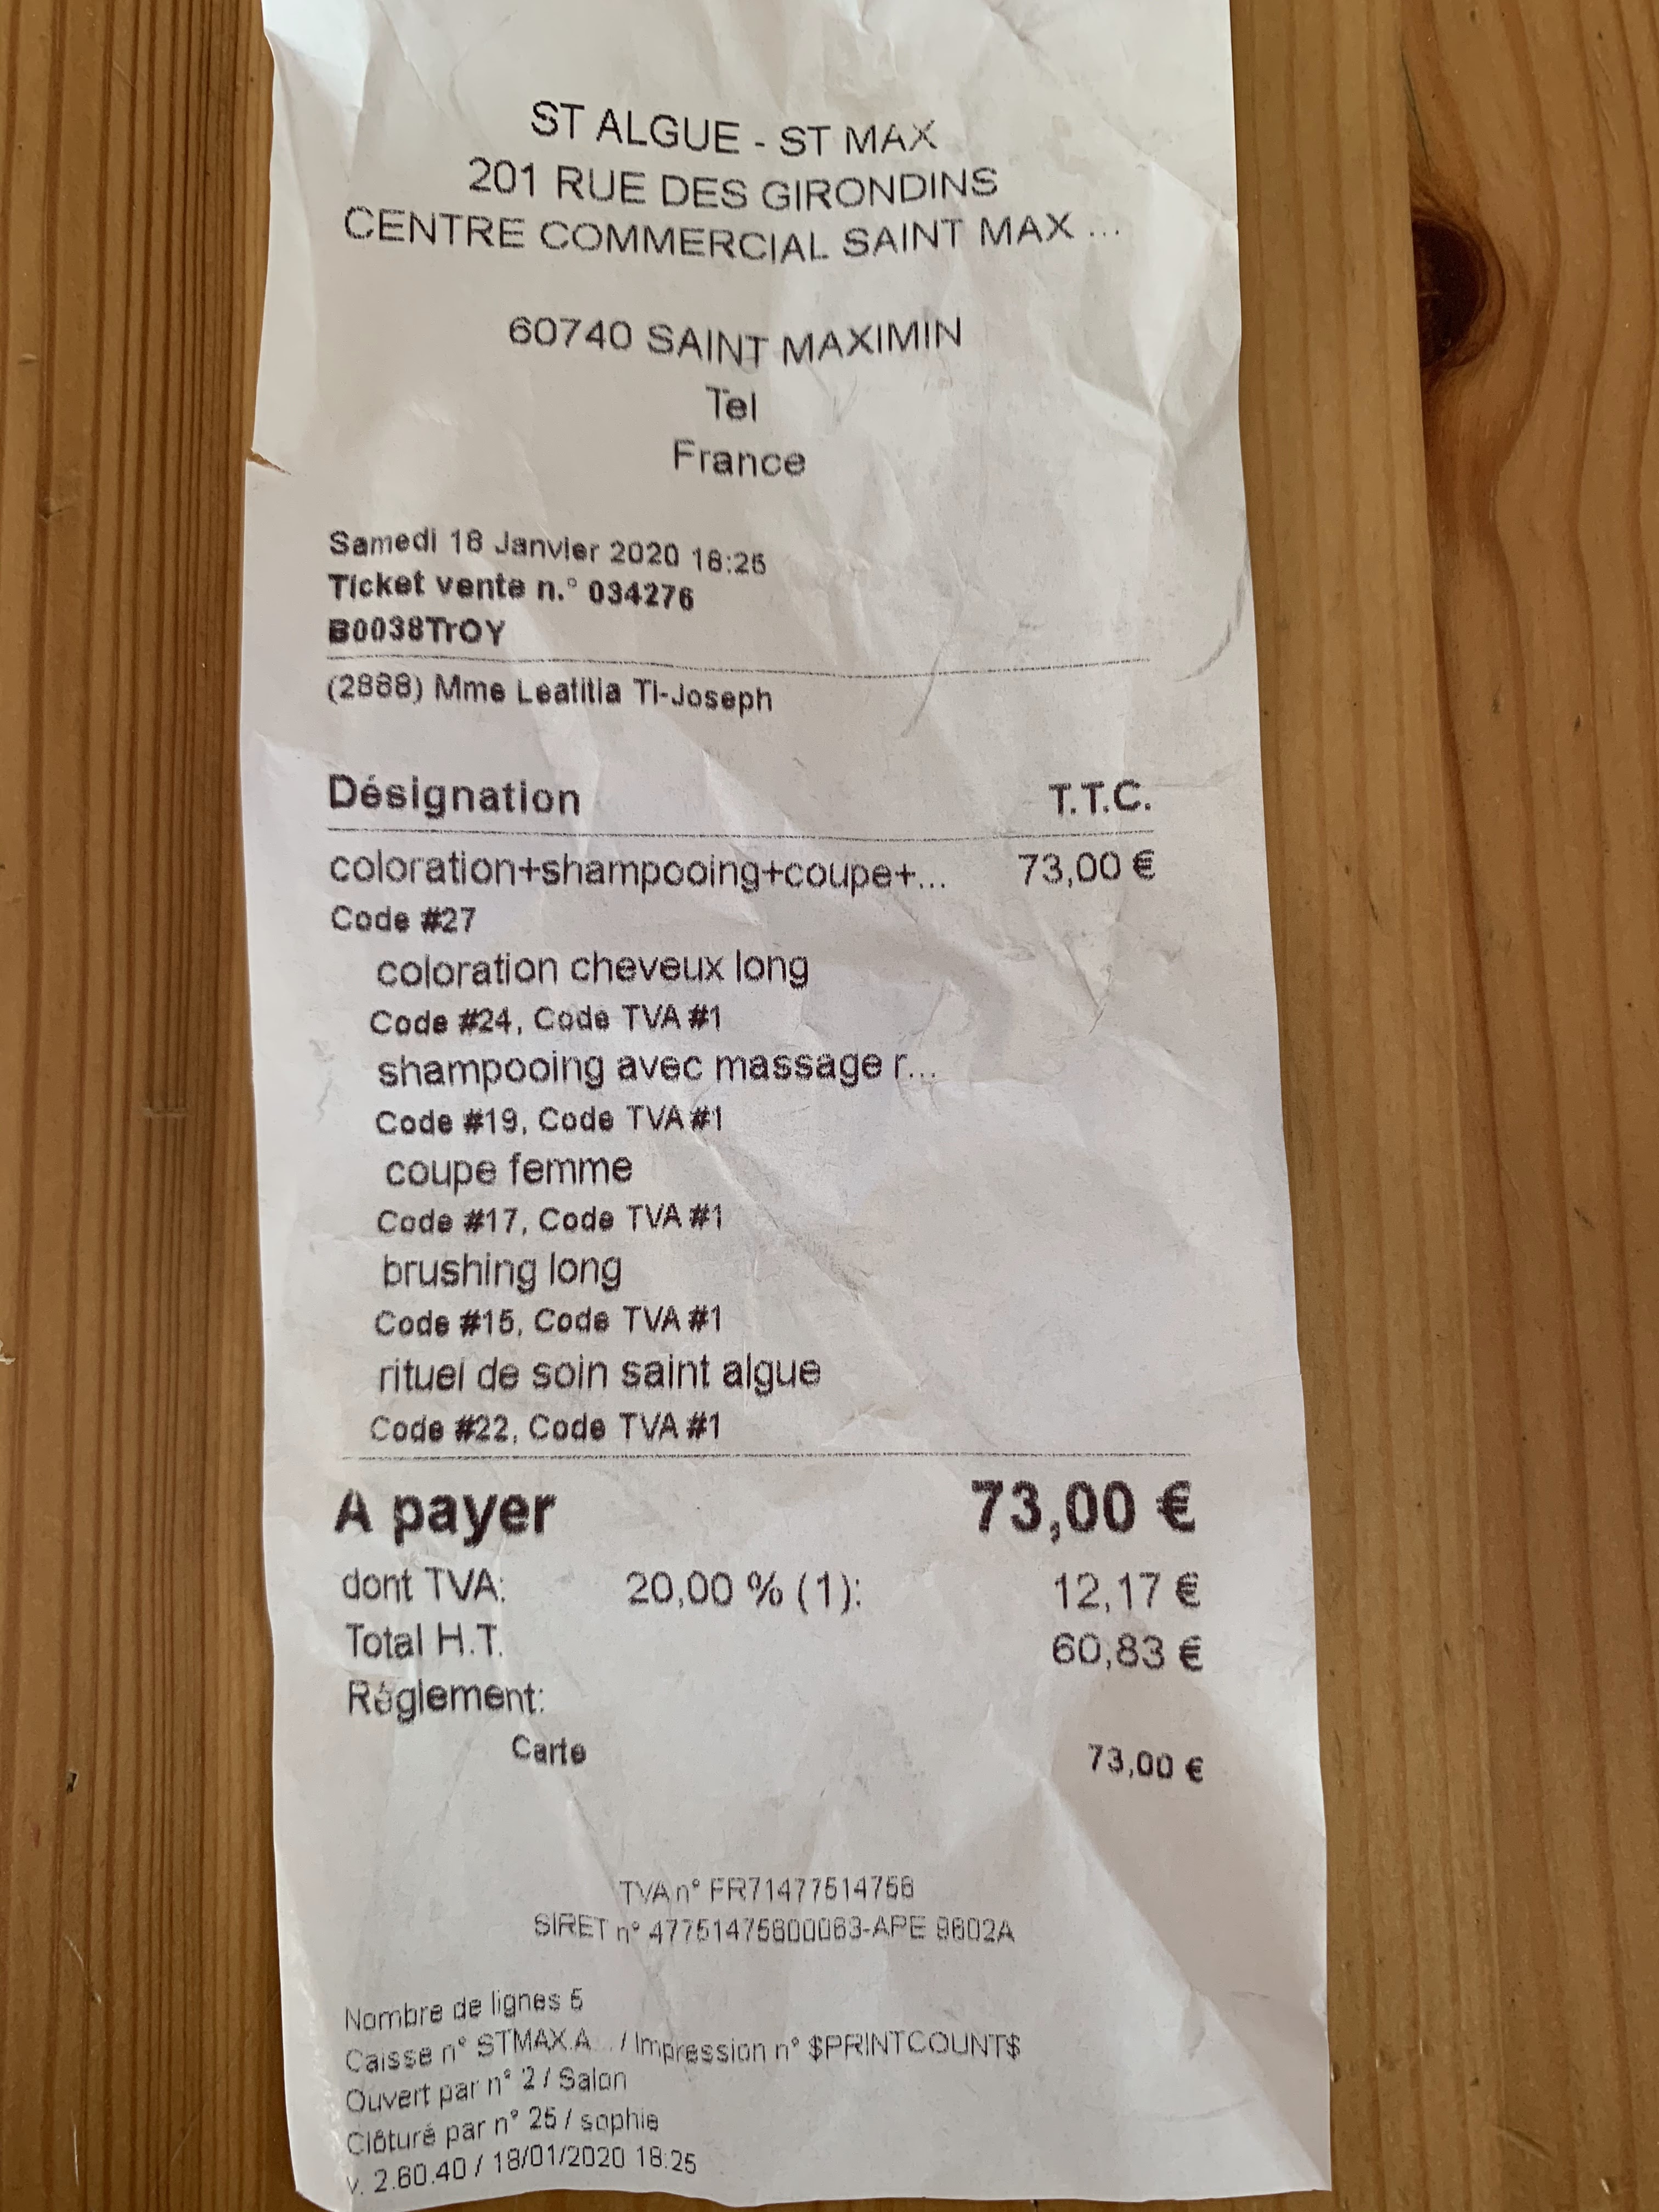 ST ALGUE - ST MAX
201 RUE DES GIRONDINS
CENTRE COMMERCIAL SAINT MAX ...
60740 SAINT MAXIMIN
Tel
France
Samedi 18 Janvier 2020 18:25
Ticket vente n.° 034276
B0038TrOY
(2888) Mme Leatitia Ti-Joseph
Désignation T.T.C.
coloration+shampooing+coupe+... 73,00 €
Code #27
coloration cheveux long
Code #24, Code TVA #1
shampooing avec massage r...
Code #19, Code TVA #1
coupe femme
Code #17, Code TVA #1
brushing long
Code #15, Code TVA #1
rituel de soin saint algue
Code #22, Code TVA #1
A payer 73,00 €
dont TVA: 20,00 % (1): 12,17 €
Total H.T. 60,83 €
Règlement:
Carte 73,00 €
TVA n° FR71477514758
SIRET n° 47751475800063-APE 9602A
Nombre de lignes 5
Caisse n° STMAX.A... / Impression n° $PRINTCOUNT$
Ouvert par n° 2 / Salon
Clôturé par n° 25 / sophie
v. 2.60.40 / 18/01/2020 18:25